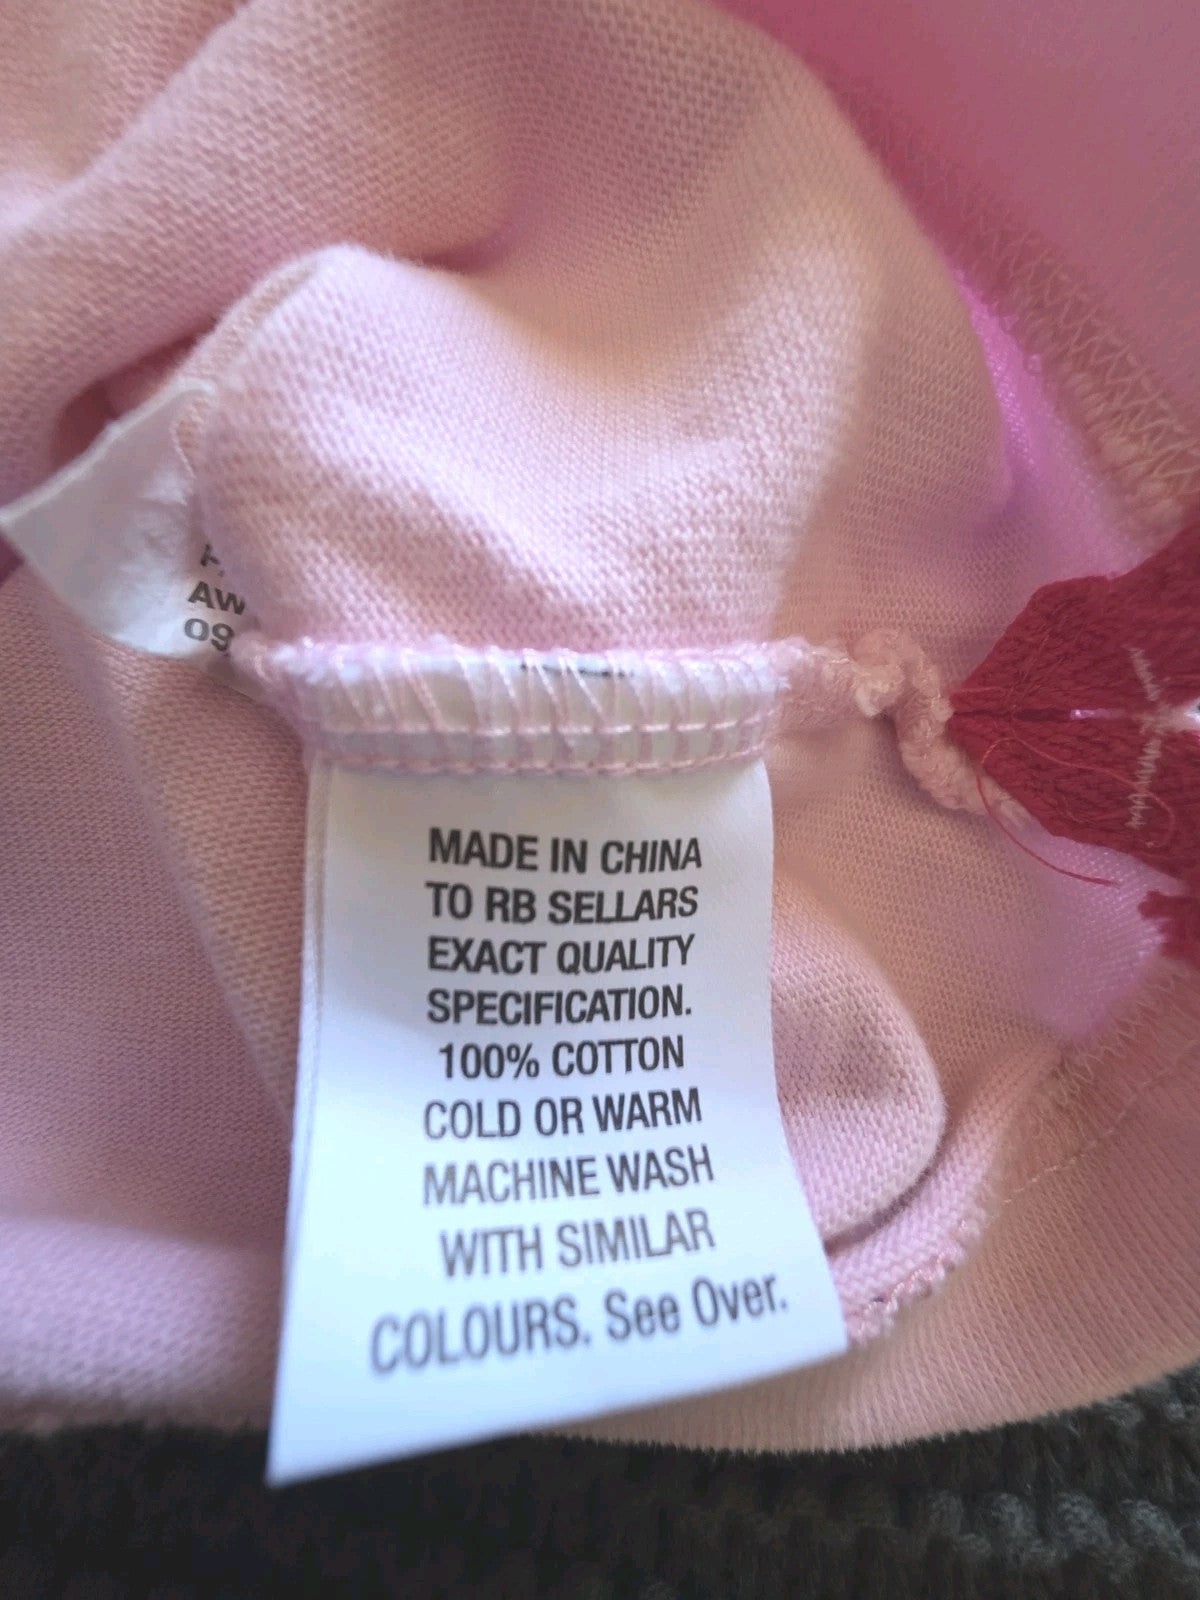 AW
09
MADE IN CHINA
TO RB SELLARS
EXACT QUALITY
SPECIFICATION.
100% COTTON
COLD OR WARM
MACHINE WASH
WITH SIMILAR
COLOURS. See Over.